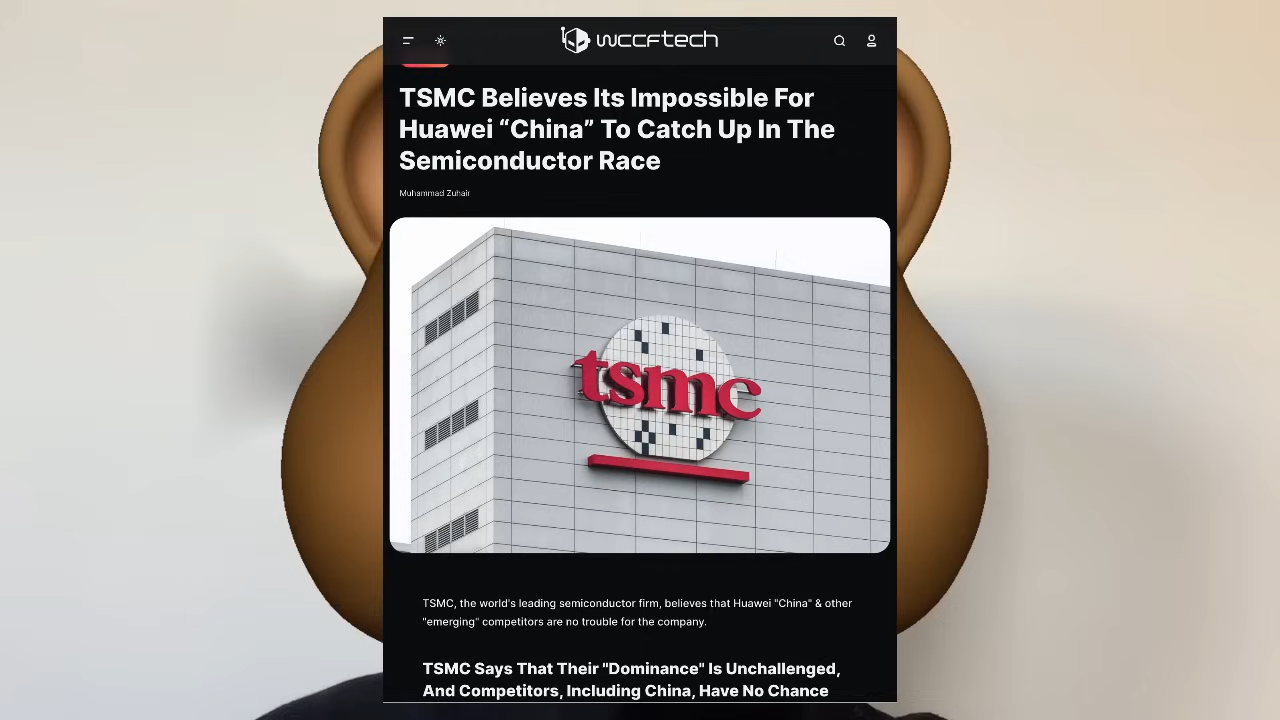 wccftech
TSMC Believes Its Impossible For
Huawei “China” To Catch Up In The
Semiconductor Race
Muhammad Zuhair
tsmc
TSMC, the world's leading semiconductor firm, believes that Huawei "China" & other
"emerging" competitors are no trouble for the company.
TSMC Says That Their "Dominance" Is Unchallenged,
And Competitors, Including China, Have No Chance